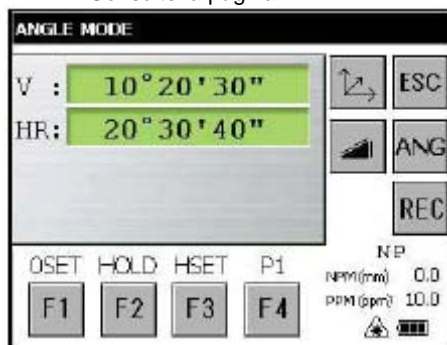 ANGLE MODE
V : 10°20'30"
HR: 20°30'40"
ESC
ANG
REC
0SET HOLD HSET P1
F1 F2 F3 F4
NP
NPM(mm) 0.0
PPM(ppm) 10.0